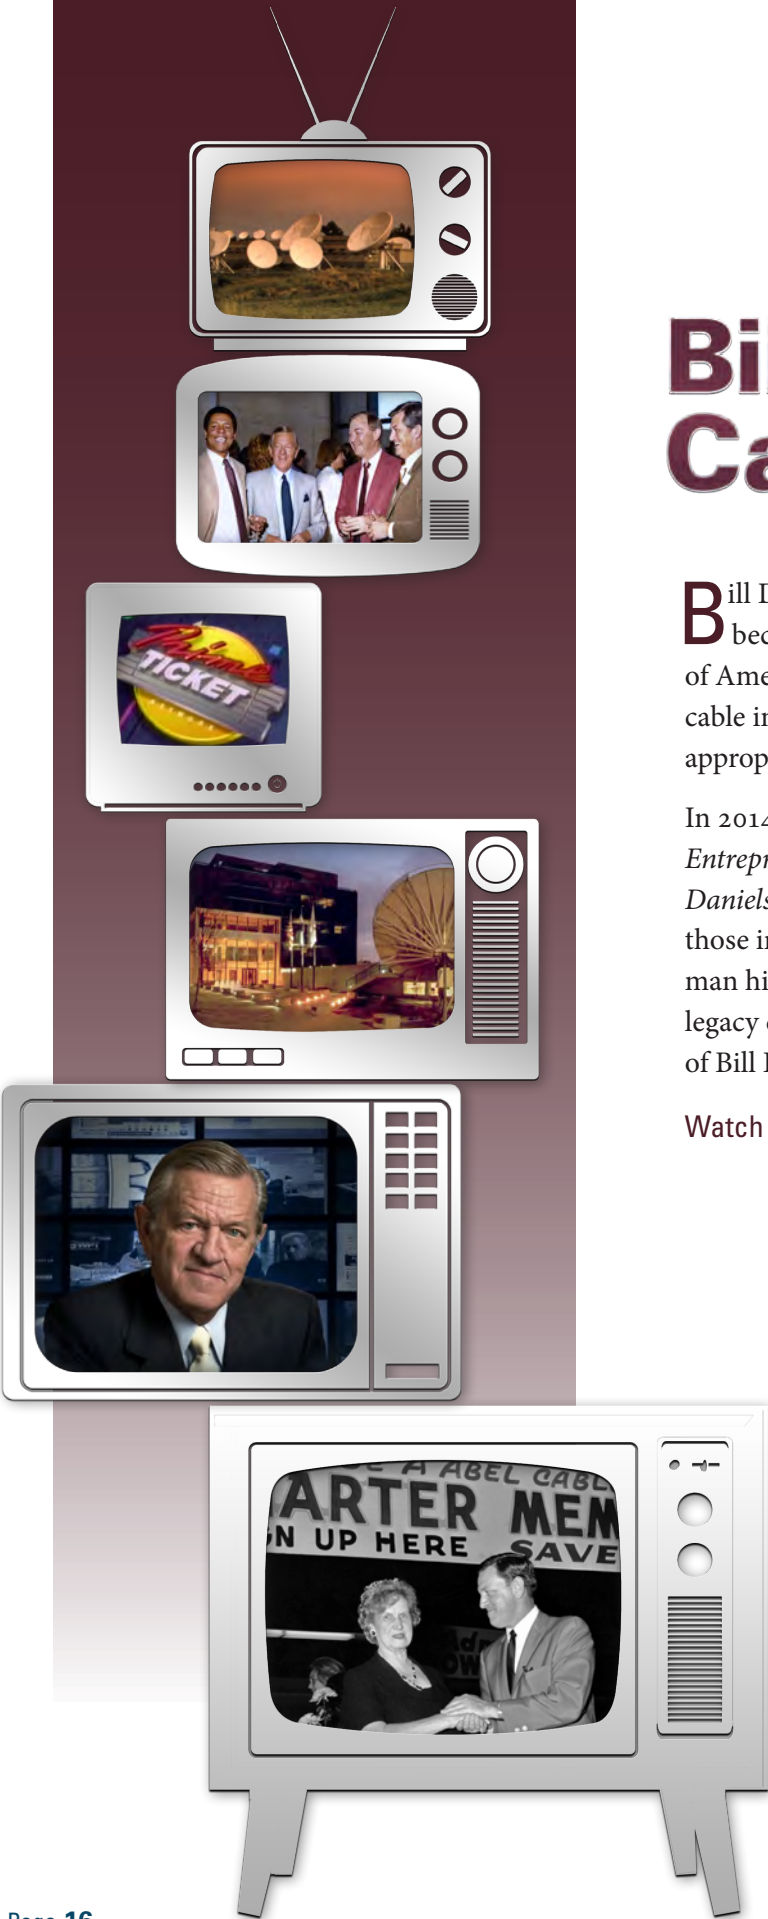 Prime
TICKET
NETWORK
A ABEL CABL
ARTER MEM
N UP HERE SAVE
Bi
Ca
Bill D
bec
of Ame
cable in
approp
In 2014
Entrepr
Daniels
those in
man hi
legacy
of Bill
Watch
Page 16